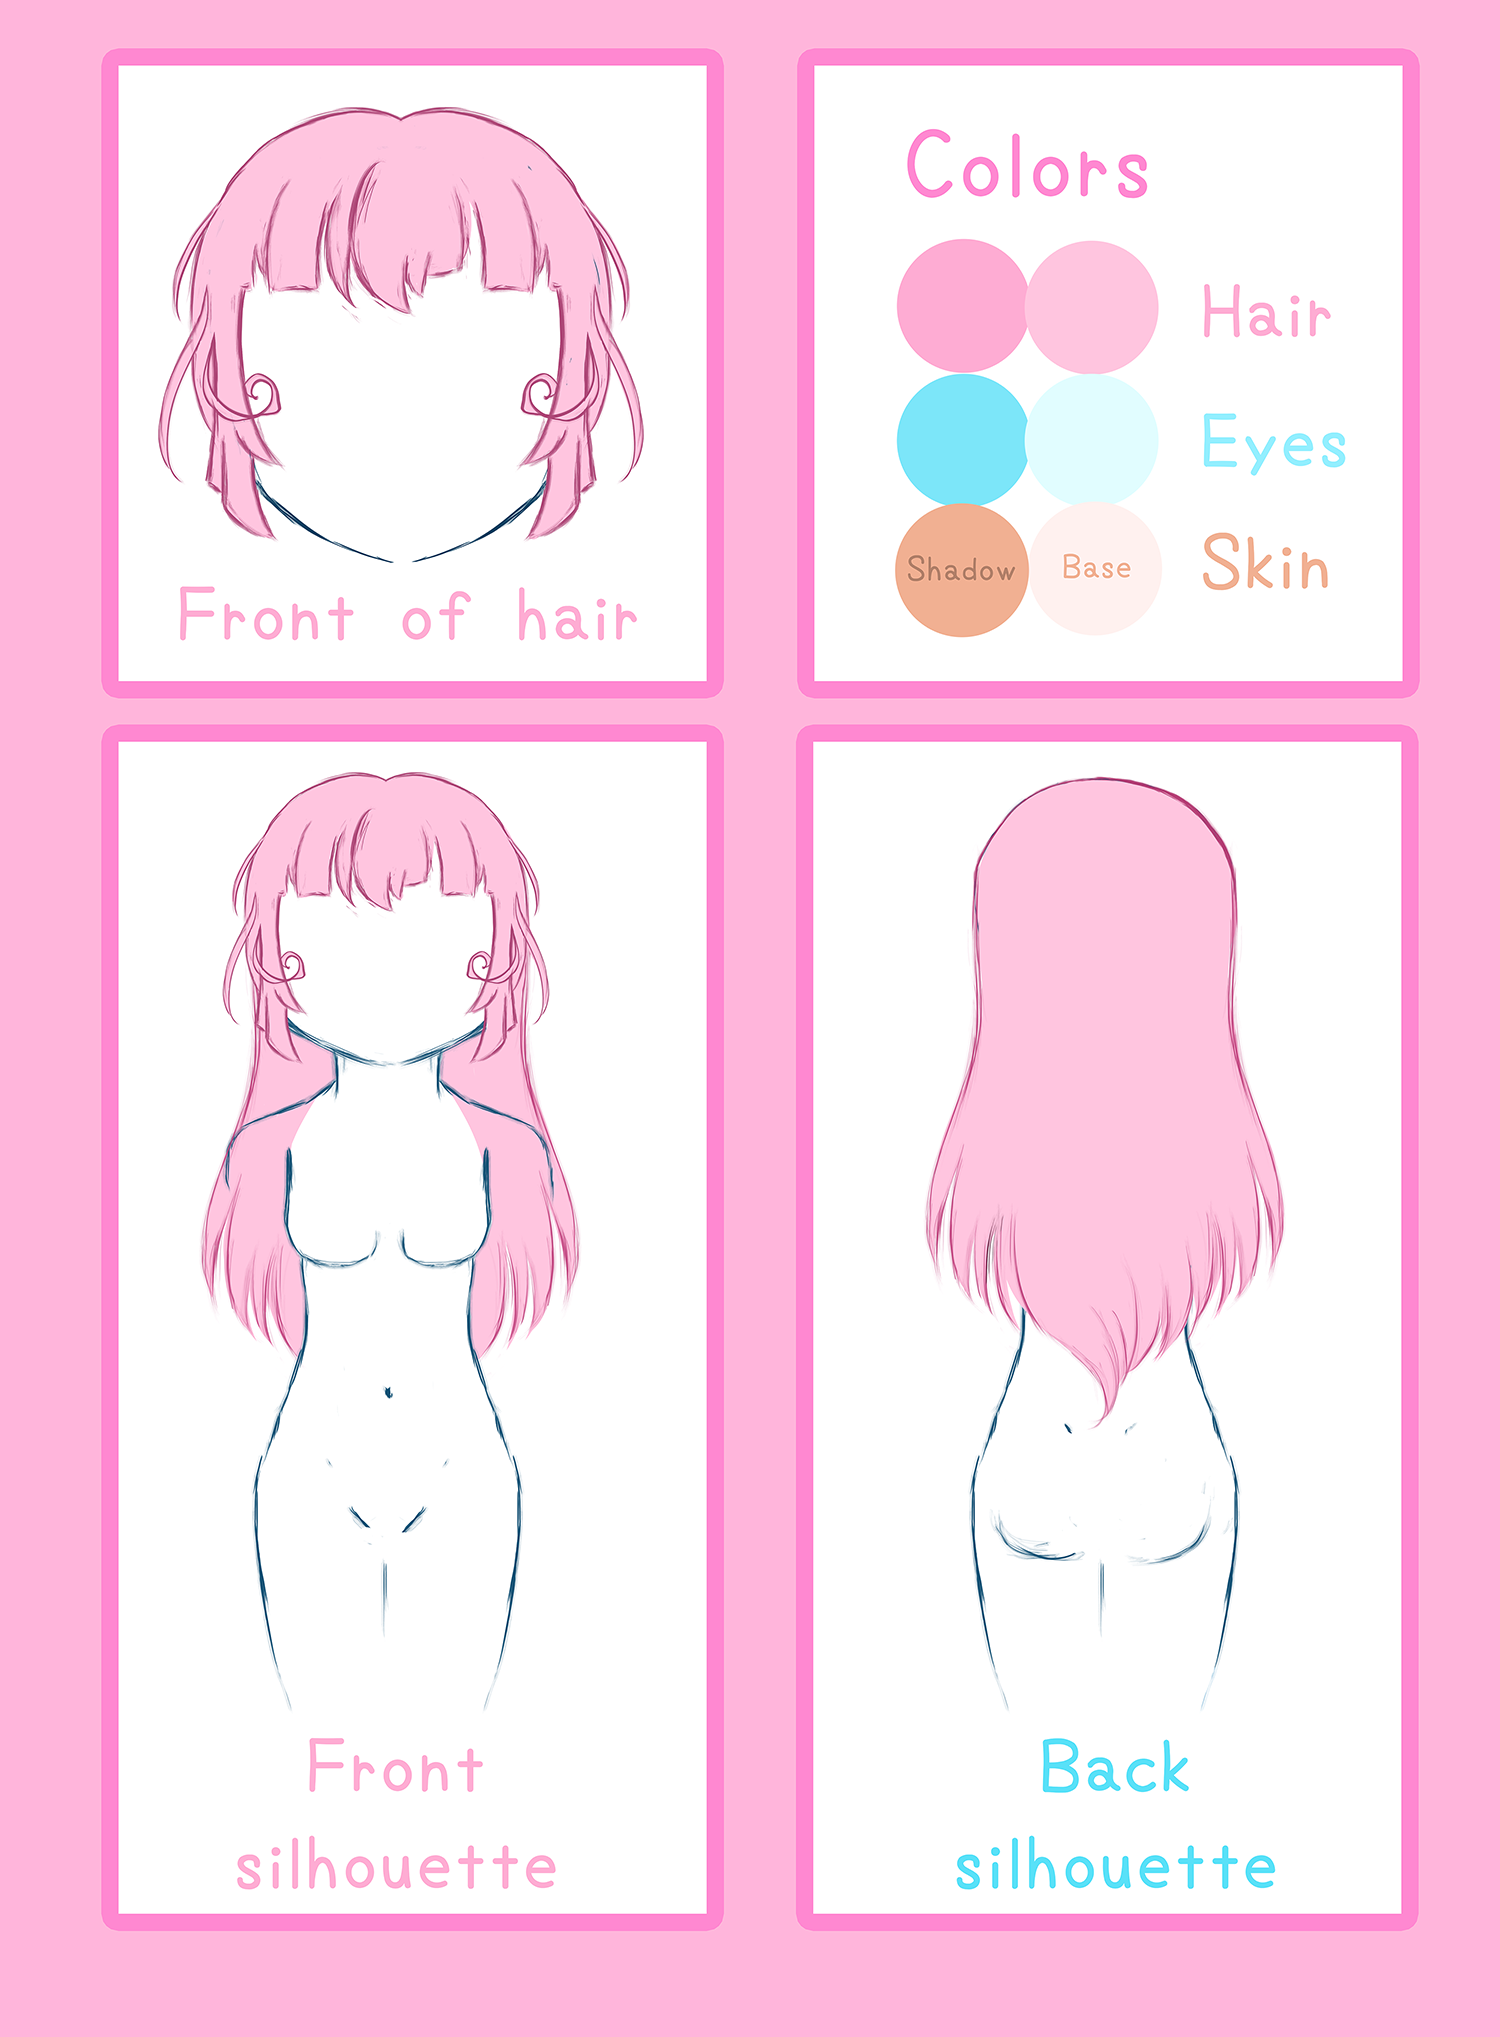 Front of hair
Colors
Hair
Eyes
Shadow
Base
Skin
Front
silhouette
Back
silhouette